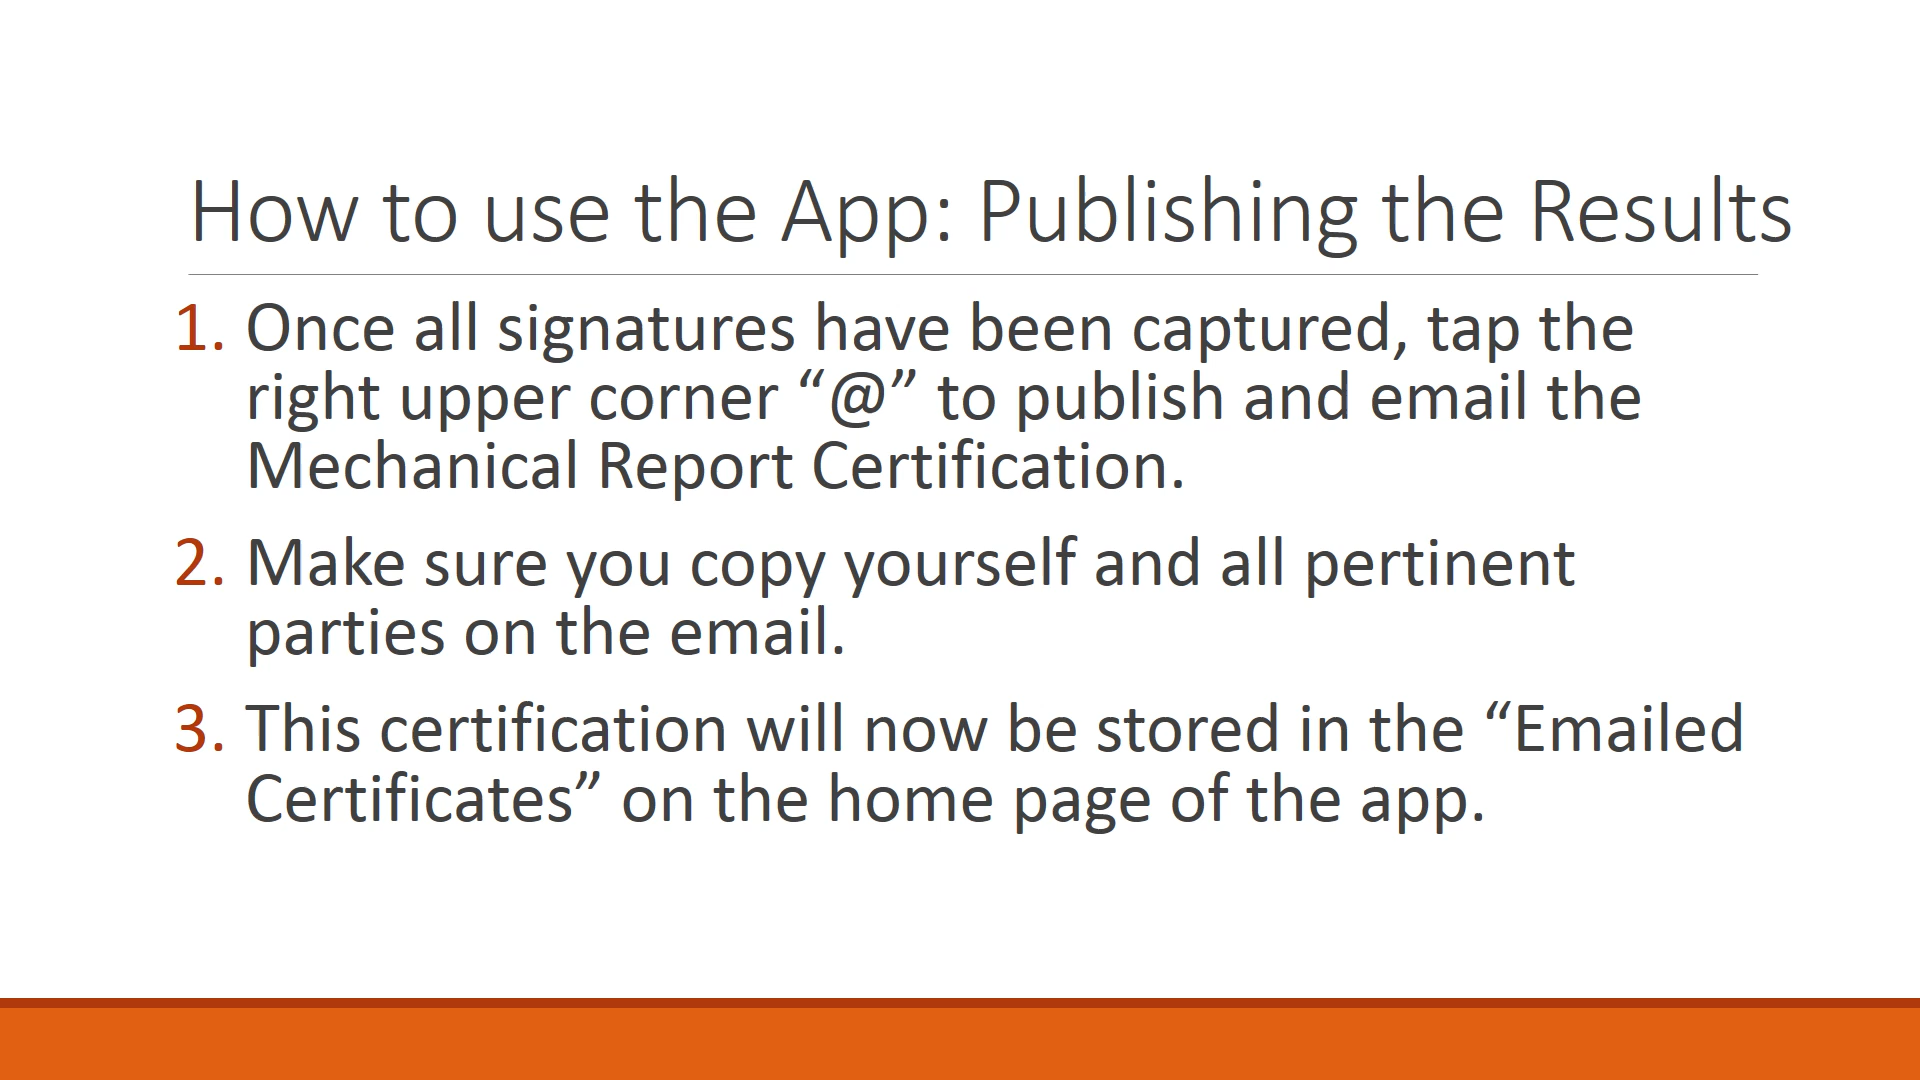 How to use the App: Publishing the Results
1. Once all signatures have been captured, tap the
right upper corner “@” to publish and email the
Mechanical Report Certification.
2. Make sure you copy yourself and all pertinent
parties on the email.
3. This certification will now be stored in the “Emailed
Certificates” on the home page of the app.